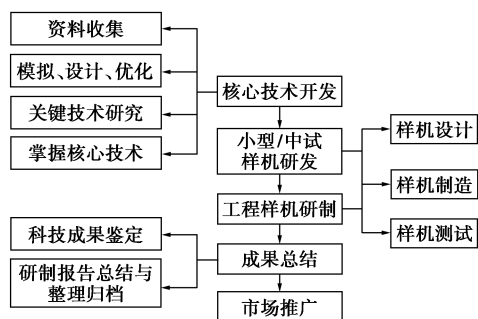 资料收集
模拟、设计、优化
关键技术研究
掌握核心技术
核心技术开发
小型/中试
样机研发
工程样机研制
样机设计
样机制造
样机测试
科技成果鉴定
研制报告总结与
整理归档
成果总结
市场推广